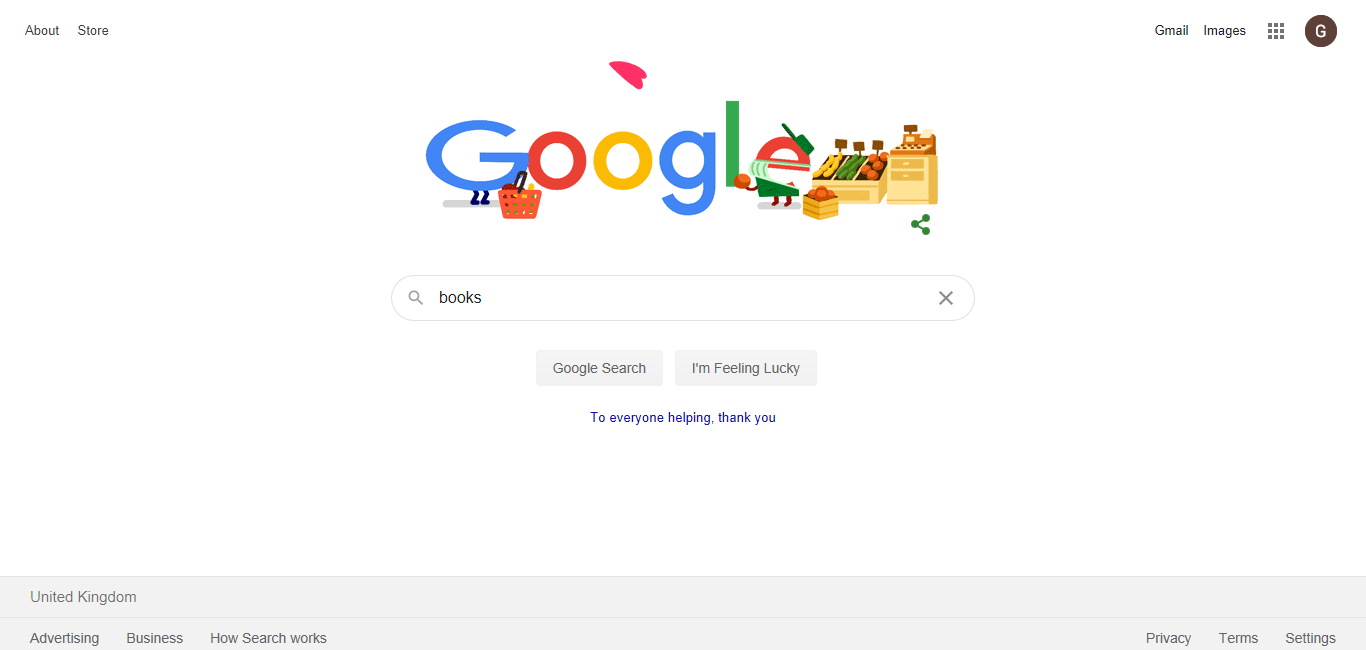 About Store Gmail Images G
Google
books
Google Search I'm Feeling Lucky
To everyone helping, thank you
United Kingdom
Advertising Business How Search works Privacy Terms Settings